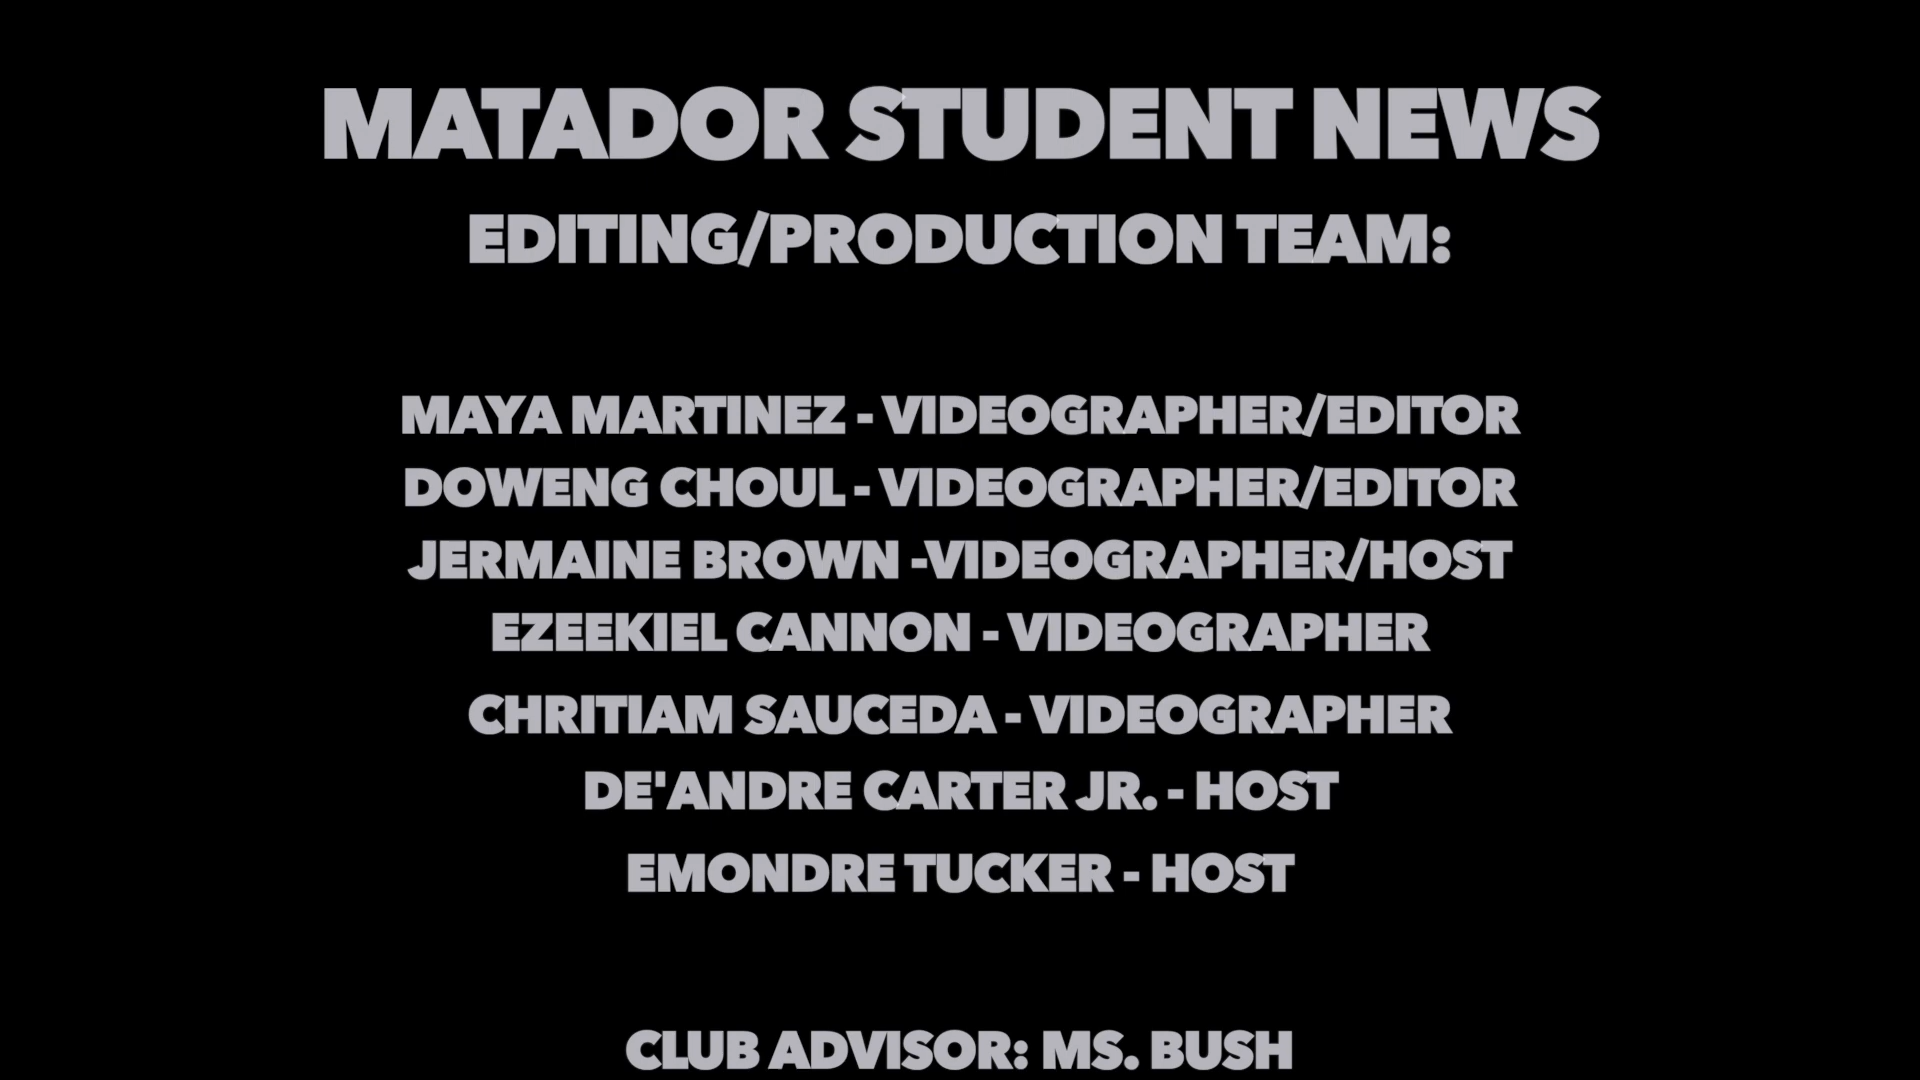 MATADOR STUDENT NEWS
EDITING/PRODUCTION TEAM:
MAYA MARTINEZ - VIDEOGRAPHER/EDITOR
DOWENG CHOUL - VIDEOGRAPHER/EDITOR
JERMAINE BROWN -VIDEOGRAPHER/HOST
EZEEKIEL CANNON - VIDEOGRAPHER
CHRITIAM SAUCEDA - VIDEOGRAPHER
DE'ANDRE CARTER JR. - HOST
EMONDRE TUCKER - HOST
CLUB ADVISOR: MS. BUSH